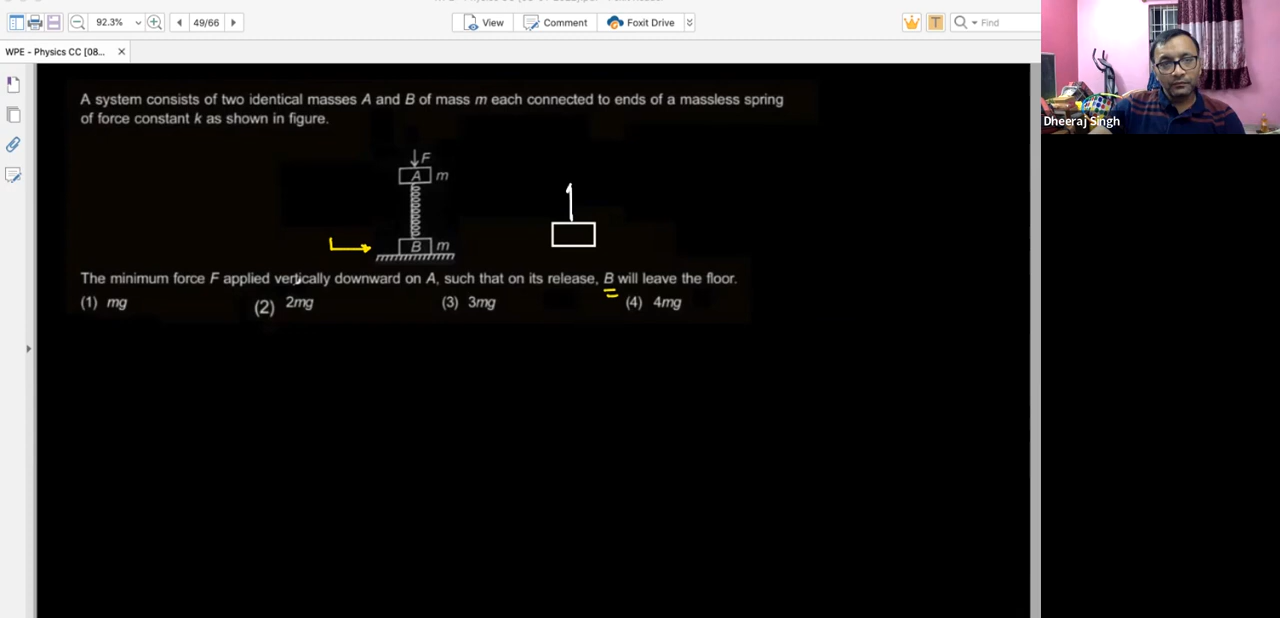 92.3%
49/66
View
Comment
Foxit Drive
T
Find
WPE - Physics CC [08...
Dheeraj Singh
A system consists of two identical masses A and B of mass m each connected to ends of a massless spring
of force constant k as shown in figure.
F
A m
B m
The minimum force F applied vertically downward on A, such that on its release, B will leave the floor.
(1) mg (2) 2mg (3) 3mg (4) 4mg